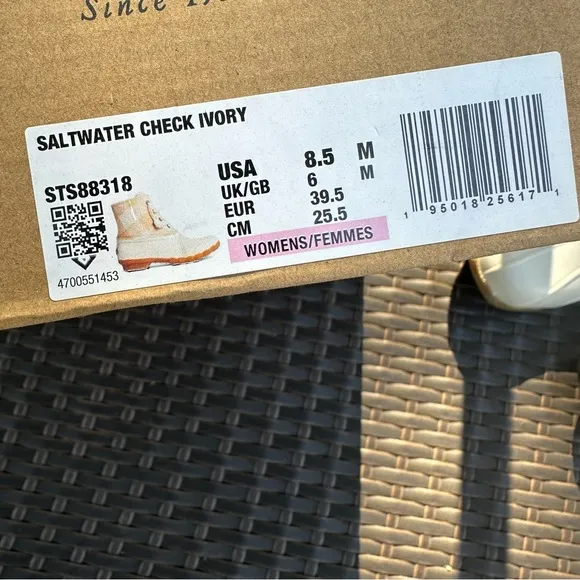 Since
SALTWATER CHECK IVORY
STS88318
USA 8.5 M
UK/GB 6 M
EUR 39.5
CM 25.5
WOMENS/FEMMES
4700551453
1 95018 25617 1